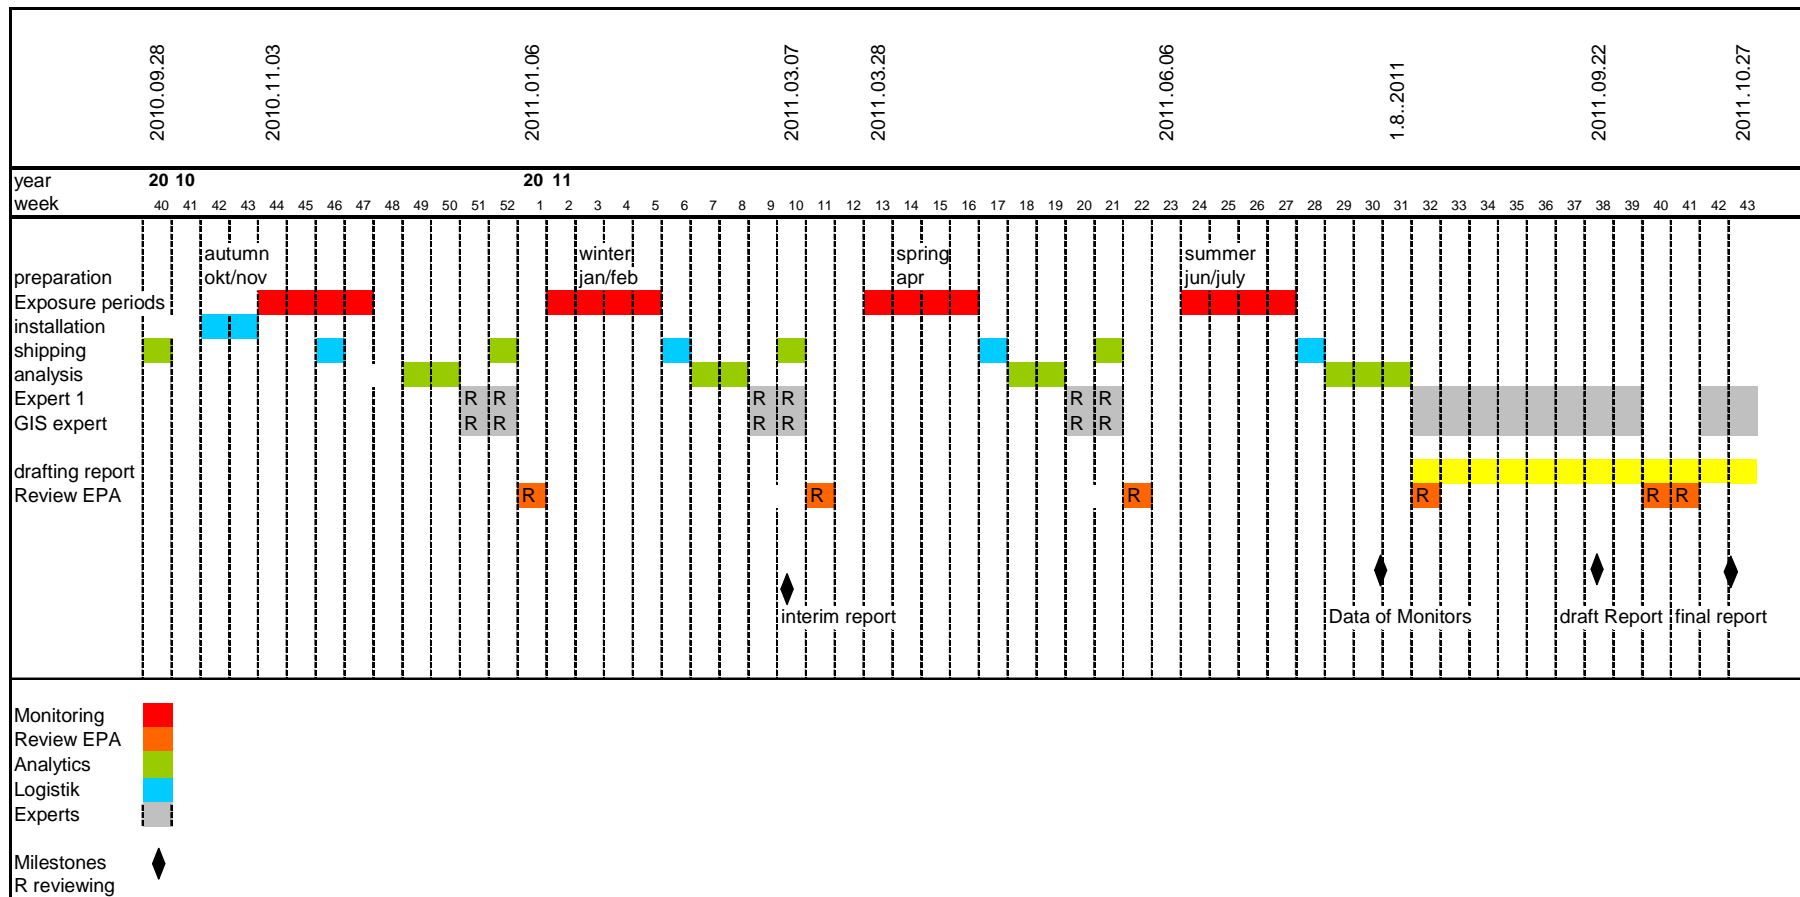 2010.09.28 2010.11.03 2011.01.06 2011.03.07 2011.03.28 2011.06.06 1.8..2011 2011.09.22 2011.10.27
year 20 10 20 11
week 40 41 42 43 44 45 46 47 48 49 50 51 52 1 2 3 4 5 6 7 8 9 10 11 12 13 14 15 16 17 18 19 20 21 22 23 24 25 26 27 28 29 30 31 32 33 34 35 36 37 38 39 40 41 42 43
autumn winter spring summer
preparation okt/nov jan/feb apr jun/july
Exposure periods
installation
shipping
analysis
Expert 1 R R R R R R
GIS expert R R R R R R
drafting report
Review EPA R R R R R R
interim report Data of Monitors draft Report final report
Monitoring
Review EPA
Analytics
Logistik
Experts
Milestones
R reviewing